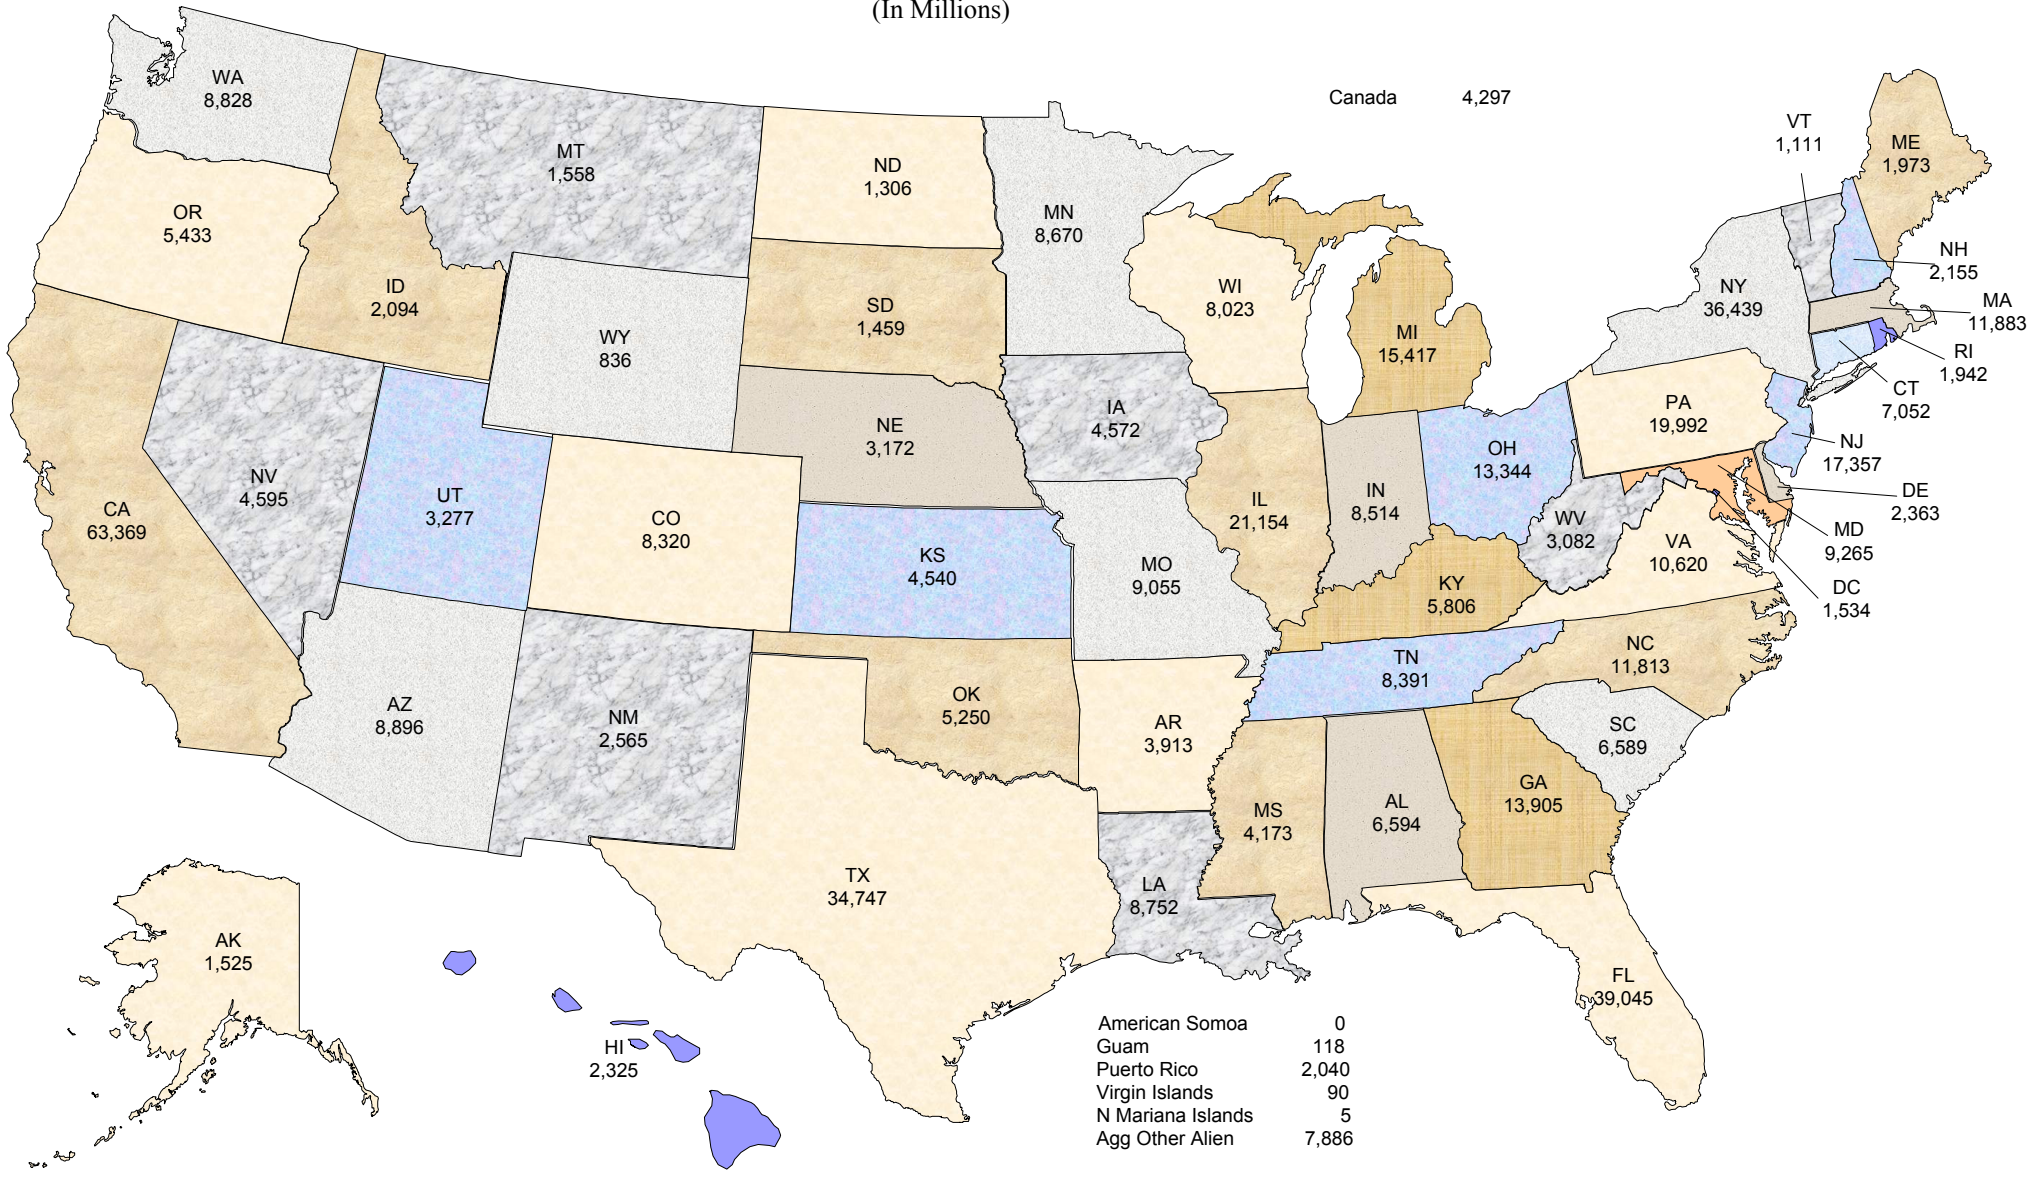 (In Millions)
WA
8,828
Canada 4,297
VT
1,111
ME
1,973
MT
1,558
ND
1,306
OR
5,433
MN
8,670
NH
2,155
ID
2,094
SD
1,459
WI
8,023
NY
36,439
MA
11,883
WY
836
MI
15,417
RI
1,942
CT
7,052
NE
3,172
IA
4,572
PA
19,992
NJ
17,357
NV
4,595
UT
3,277
OH
13,344
CA
63,369
CO
8,320
IL
21,154
IN
8,514
DE
2,363
WV
3,082
MD
9,265
VA
10,620
KS
4,540
MO
9,055
KY
5,806
DC
1,534
NC
11,813
TN
8,391
AZ
8,896
NM
2,565
OK
5,250
AR
3,913
SC
6,589
MS
4,173
AL
6,594
GA
13,905
TX
34,747
LA
8,752
AK
1,525
FL
39,045
HI
2,325
American Somoa 0
Guam 118
Puerto Rico 2,040
Virgin Islands 90
N Mariana Islands 5
Agg Other Alien 7,886